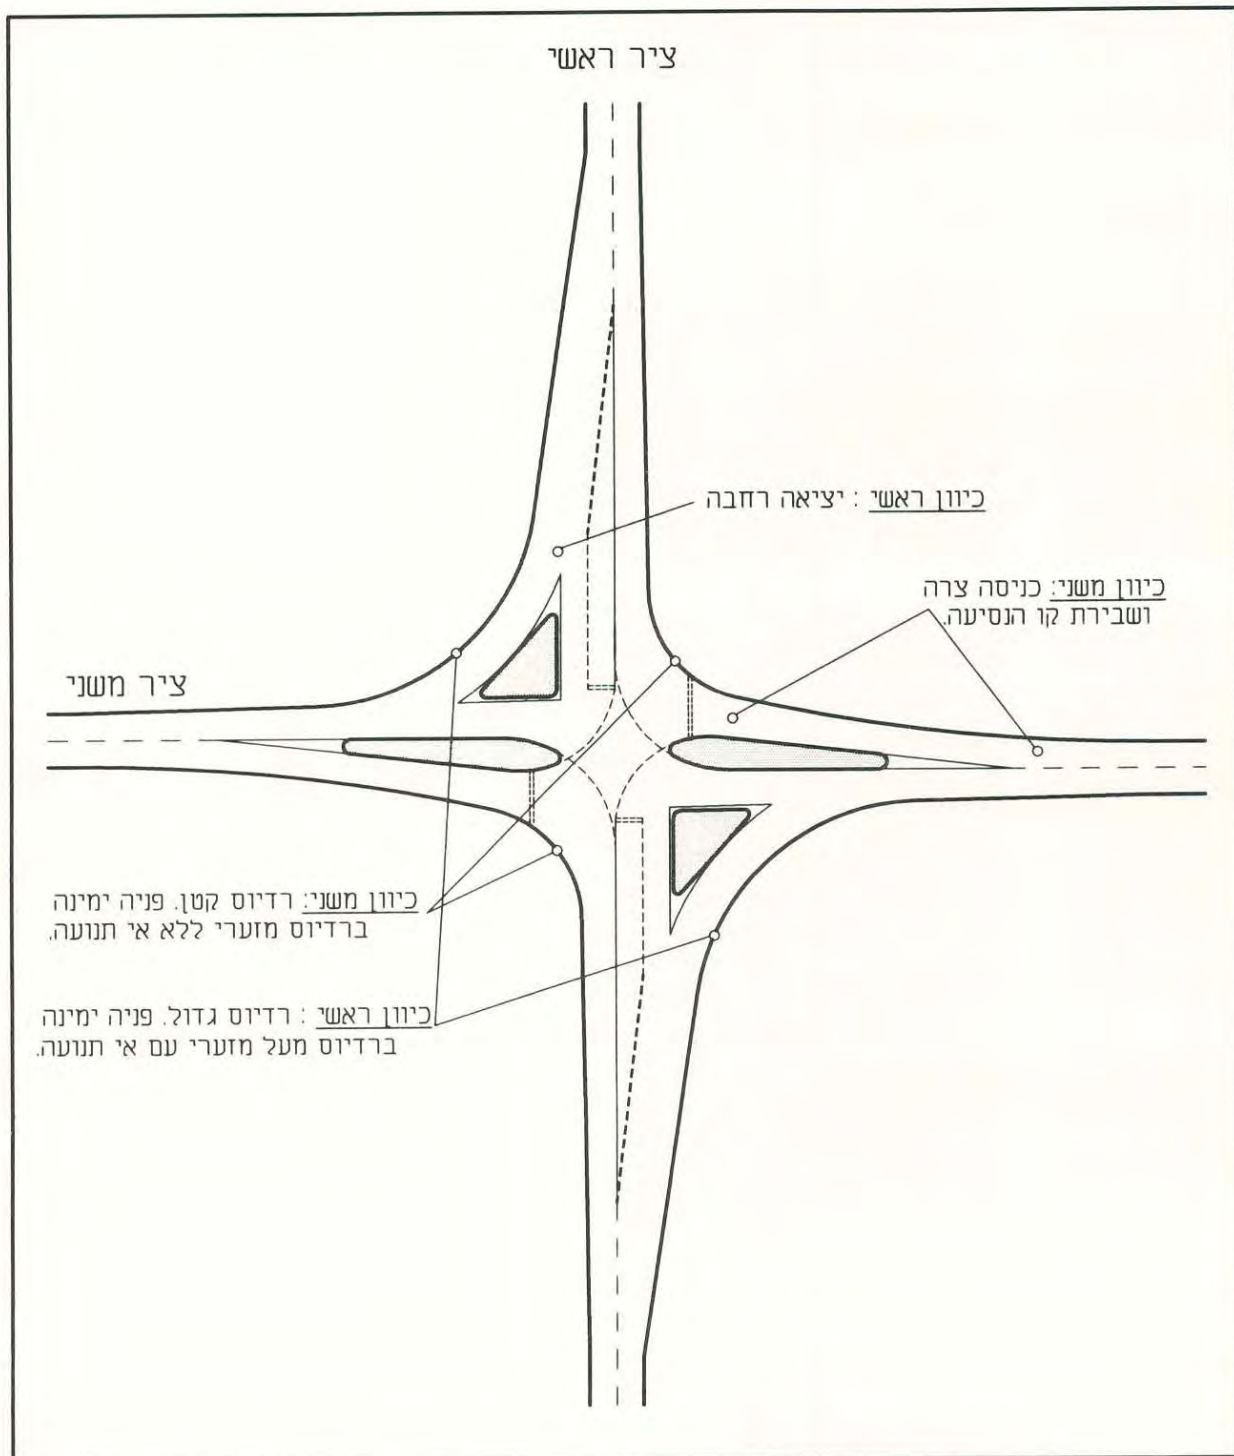 ציר ראשי
כיוון ראשי : יציאה רחבה
כיוון משני: כניסה צרה
ושבירת קו הנסיעה.
ציר משני
כיוון משני: רדיוס קטן. פניה ימינה
ברדיוס מזערי ללא אי תנועה.
כיוון ראשי : רדיוס גדול. פניה ימינה
ברדיוס מעל מזערי עם אי תנועה.